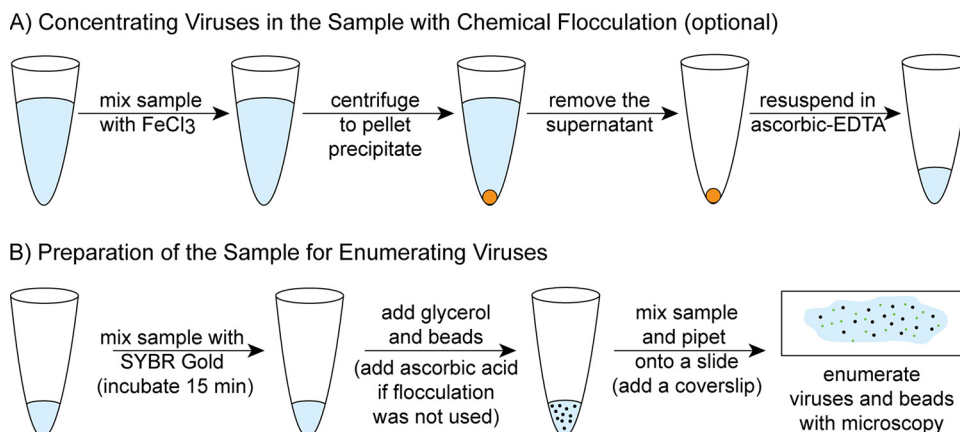 A) Concentrating Viruses in the Sample with Chemical Flocculation (optional)
mix sample
with FeCl3
centrifuge
to pellet
precipitate
remove the
supernatant
resuspend in
ascorbic-EDTA
B) Preparation of the Sample for Enumerating Viruses
mix sample with
SYBR Gold
(incubate 15 min)
add glycerol
and beads
(add ascorbic acid
if flocculation
was not used)
mix sample
and pipet
onto a slide
(add a coverslip)
enumerate
viruses and beads
with microscopy